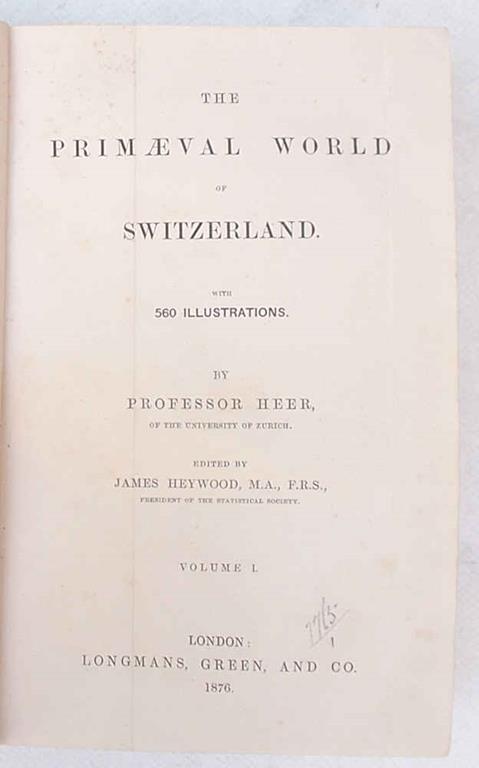 THE
PRIMÆVAL WORLD
OF
SWITZERLAND.
WITH
560 ILLUSTRATIONS.
BY
PROFESSOR HEER,
OF THE UNIVERSITY OF ZURICH.
EDITED BY
JAMES HEYWOOD, M.A., F.R.S.,
PRESIDENT OF THE STATISTICAL SOCIETY.
VOLUME I.
LONDON:
LONGMANS, GREEN, AND CO.
1876.